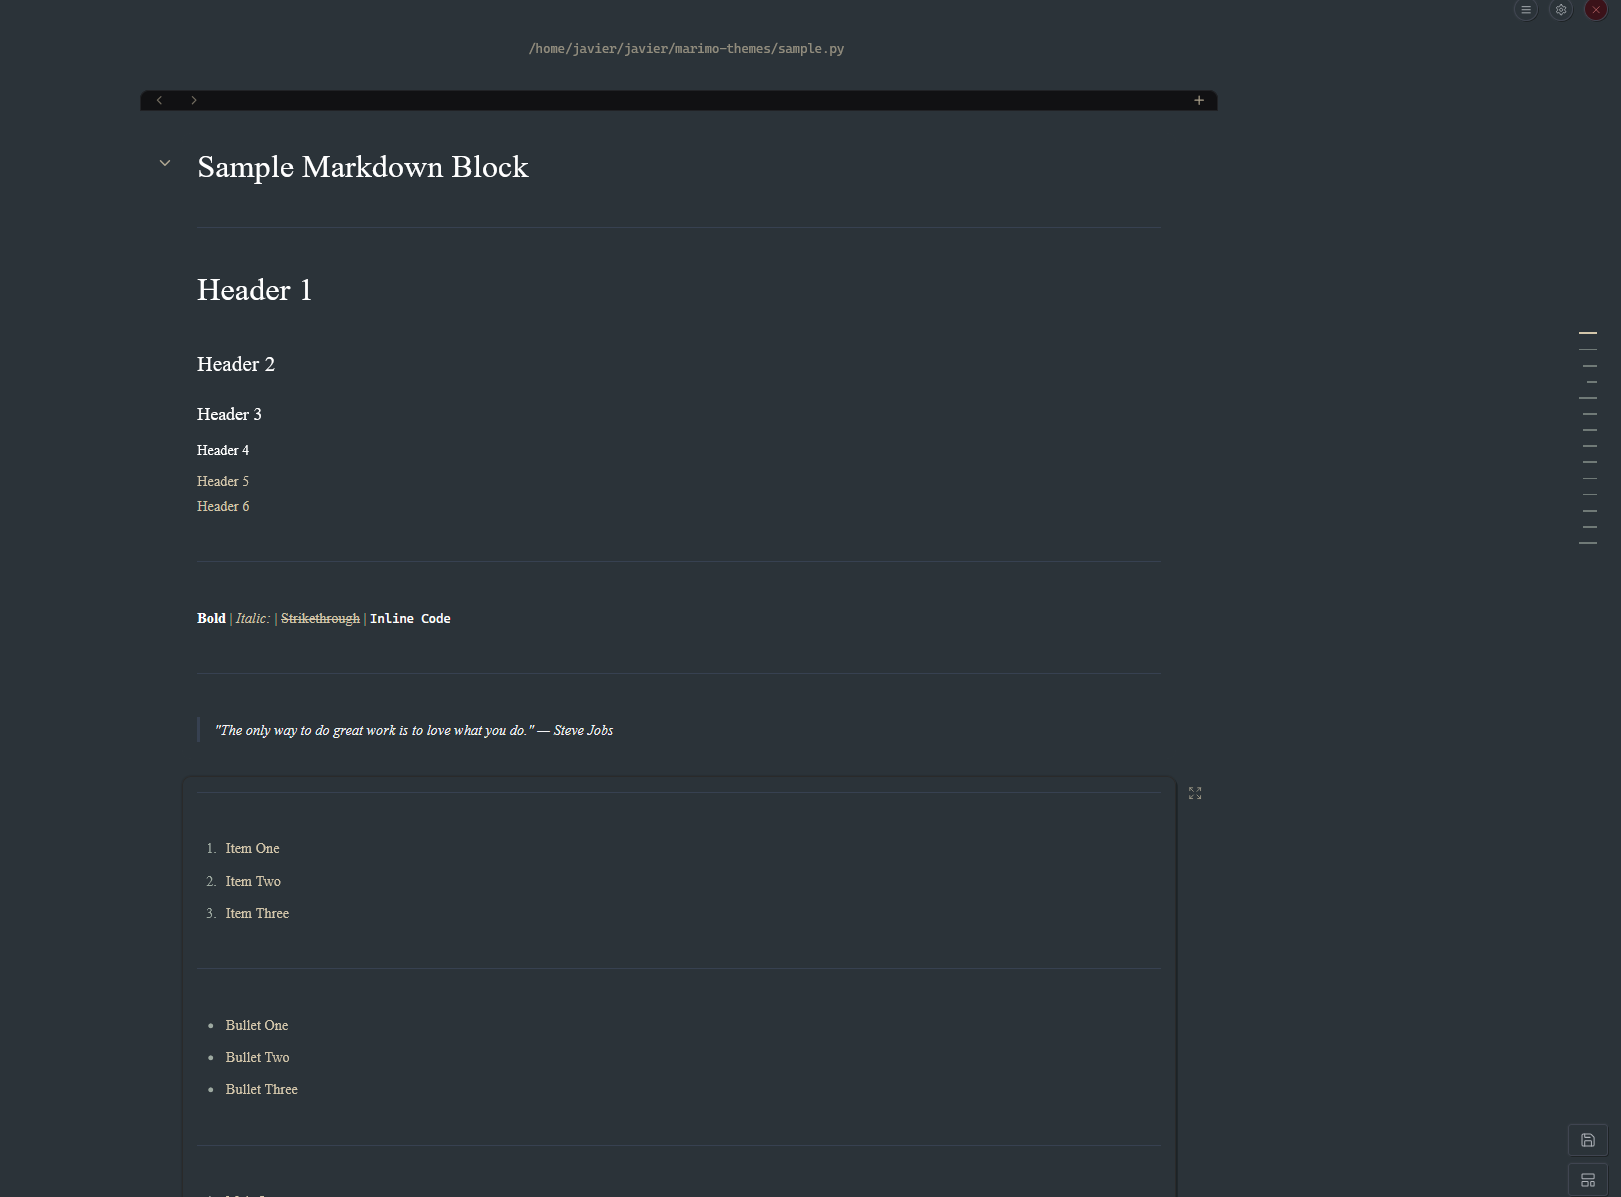 /home/javier/javier/marimo-themes/sample.py
Sample Markdown Block
Header 1
Header 2
Header 3
Header 4
Header 5
Header 6
Bold | Italic: | Strikethrough | Inline Code
"The only way to do great work is to love what you do." — Steve Jobs
1. Item One
2. Item Two
3. Item Three
• Bullet One
• Bullet Two
• Bullet Three